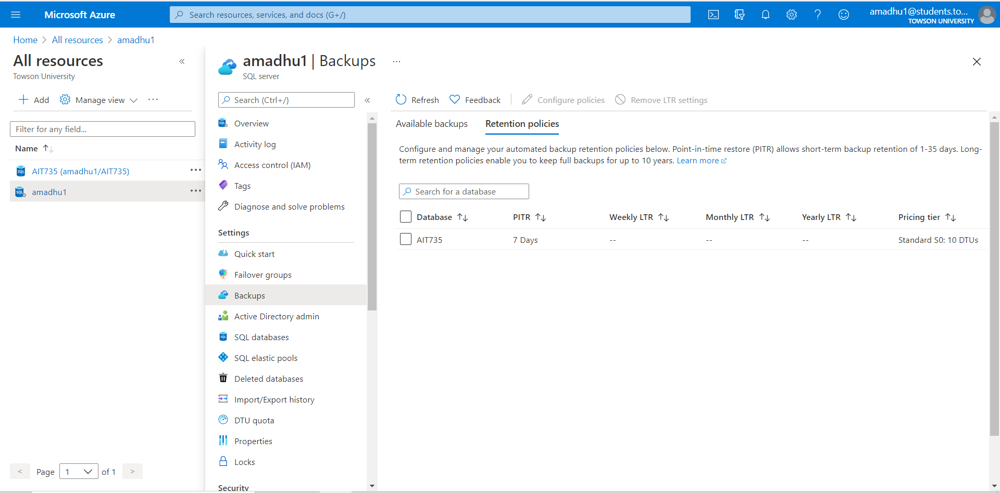 Microsoft Azure
Search resources, services, and docs (G+/)
amadhu1@students.to...
TOWSON UNIVERSITY
Home > All resources > amadhu1
All resources
Towson University
Add
Manage view
Filter for any field...
Name
AIT735 (amadhu1/AIT735)
amadhu1
Page 1 of 1
amadhu1 | Backups
SQL server
Search (Ctrl+/)
Overview
Activity log
Access control (IAM)
Tags
Diagnose and solve problems
Settings
Quick start
Failover groups
Backups
Active Directory admin
SQL databases
SQL elastic pools
Deleted databases
Import/Export history
DTU quota
Properties
Locks
Security
Refresh
Feedback
Configure policies
Remove LTR settings
Available backups
Retention policies
Configure and manage your automated backup retention policies below. Point-in-time restore (PITR) allows short-term backup retention of 1-35 days. Long-
term retention policies enable you to keep full backups for up to 10 years. Learn more
Search for a database
Database PITR Weekly LTR Monthly LTR Yearly LTR Pricing tier
AIT735 7 Days -- -- -- Standard S0: 10 DTUs